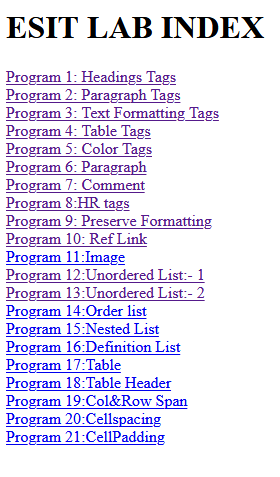 ESIT LAB INDEX
Program 1: Headings Tags
Program 2: Paragraph Tags
Program 3: Text Formatting Tags
Program 4: Table Tags
Program 5: Color Tags
Program 6: Paragraph
Program 7: Comment
Program 8:HR tags
Program 9: Preserve Formatting
Program 10: Ref Link
Program 11:Image
Program 12:Unordered List:- 1
Program 13:Unordered List:- 2
Program 14:Order list
Program 15:Nested List
Program 16:Definition List
Program 17:Table
Program 18:Table Header
Program 19:Col&Row Span
Program 20:Cellspacing
Program 21:CellPadding